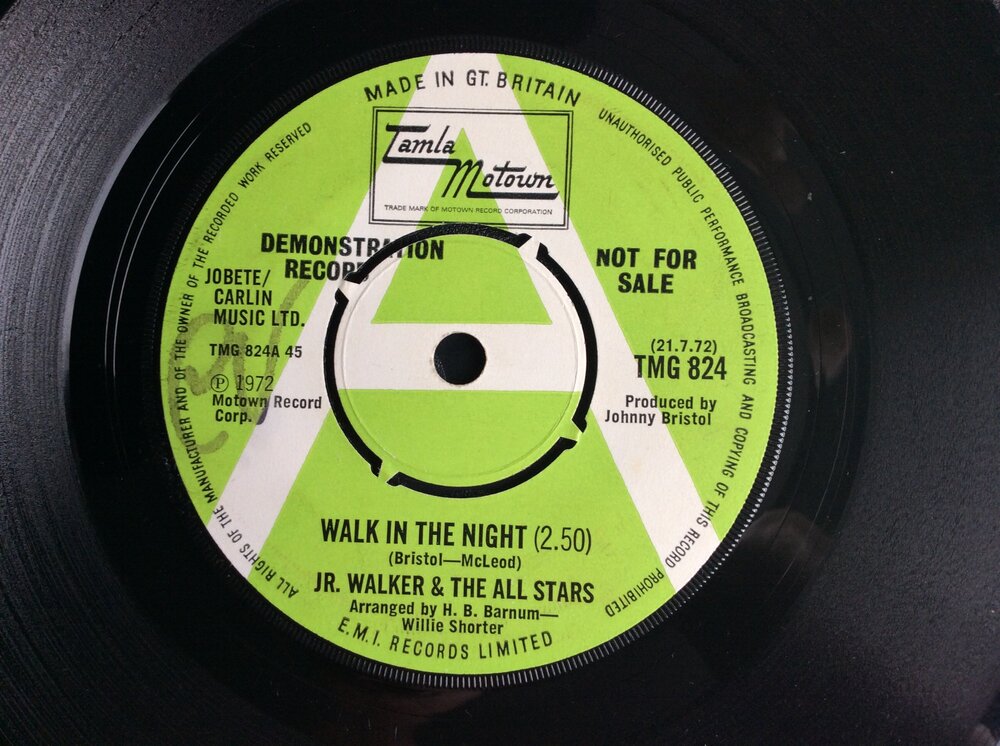 MADE IN GT. BRITAIN
Tamla
Motown
TRADE MARK OF MOTOWN RECORD CORPORATION
DEMONSTRATION
RECORD
NOT FOR
SALE
JOBETE/
CARLIN
MUSIC LTD.
TMG 824A 45
Ⓟ 1972
Motown Record
Corp.
(21.7.72)
TMG 824
Produced by
Johnny Bristol
WALK IN THE NIGHT (2.50)
(Bristol—McLeod)
JR. WALKER & THE ALL STARS
Arranged by H. B. Barnum—
Willie Shorter
E.M.I. RECORDS LIMITED
ALL RIGHTS OF THE MANUFACTURER AND OF THE OWNER OF THE RECORDED WORK RESERVED
UNAUTHORISED PUBLIC PERFORMANCE BROADCASTING AND COPYING OF THIS RECORD PROHIBITED
A